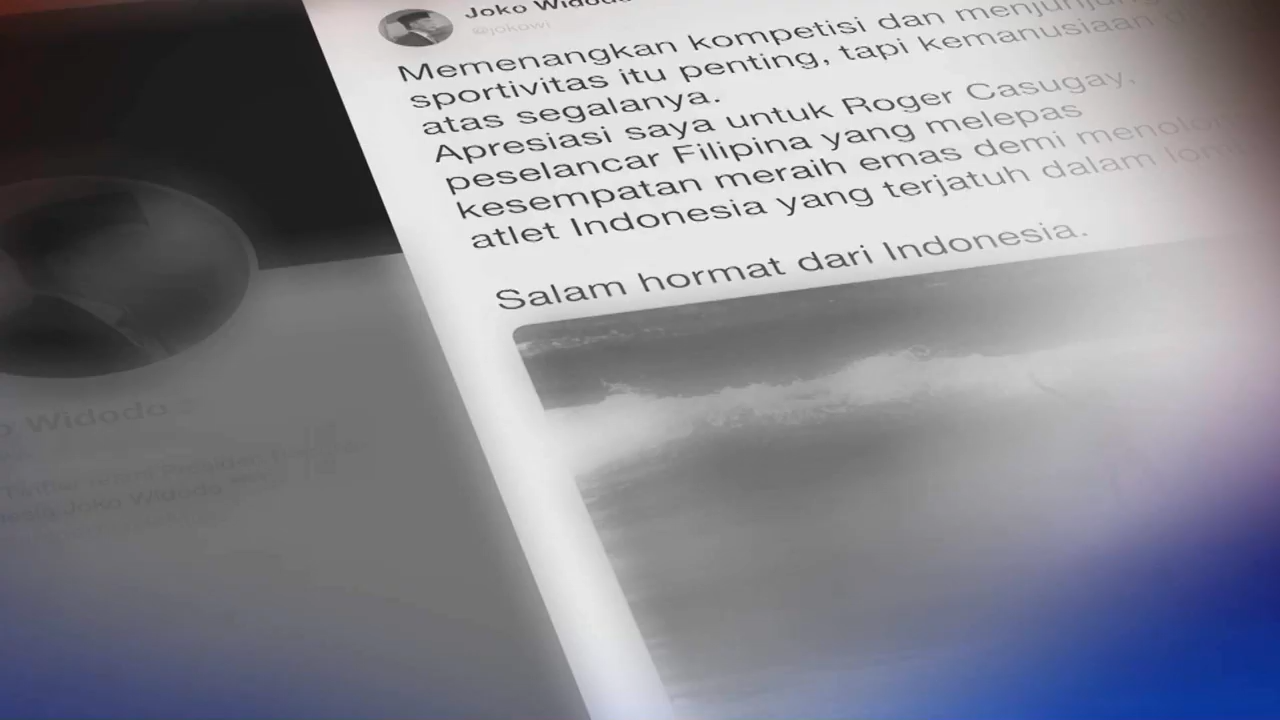 Joko Widodo
@jokowi
Memenangkan kompetisi dan menjunjung
sportivitas itu penting, tapi kemanusiaan
atas segalanya.
Apresiasi saya untuk Roger Casugay,
peselancar Filipina yang melepas
kesempatan meraih emas demi menolong
atlet Indonesia yang terjatuh dalam
Salam hormat dari Indonesia.
Widodo
Joko Widodo